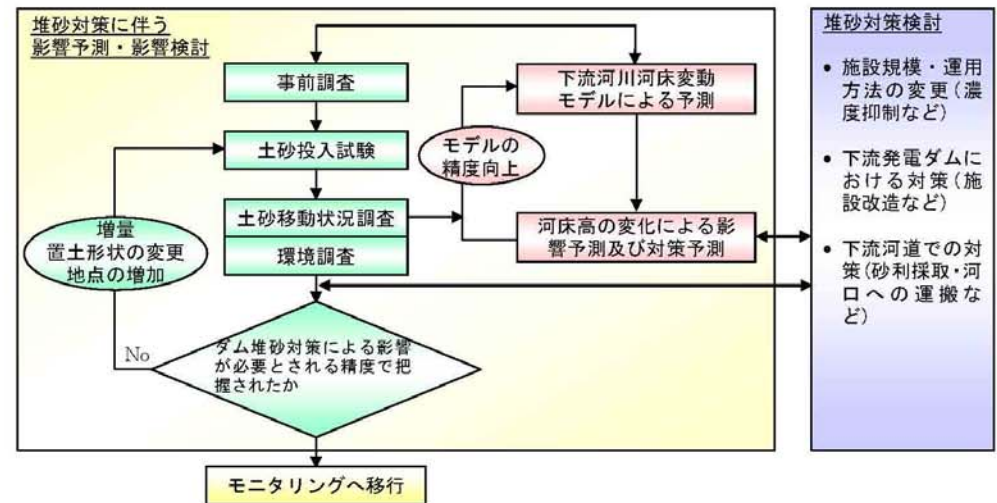 堆砂対策に伴う
影響予測・影響検討
事前調査
土砂投入試験
土砂移動状況調査
環境調査
増量
置土形状の変更
地点の増加
No
ダム堆砂対策による影響
が必要とされる精度で把
握されたか
モニタリングへ移行
下流河川河床変動
モデルによる予測
モデルの
精度向上
河床高の変化による影
響予測及び対策予測
堆砂対策検討
• 施設規模・運用
方法の変更(濃
度抑制など)
• 下流発電ダムに
おける対策(施
設改造など)
• 下流河道での対
策(砂利採取・河
口への運搬な
ど)